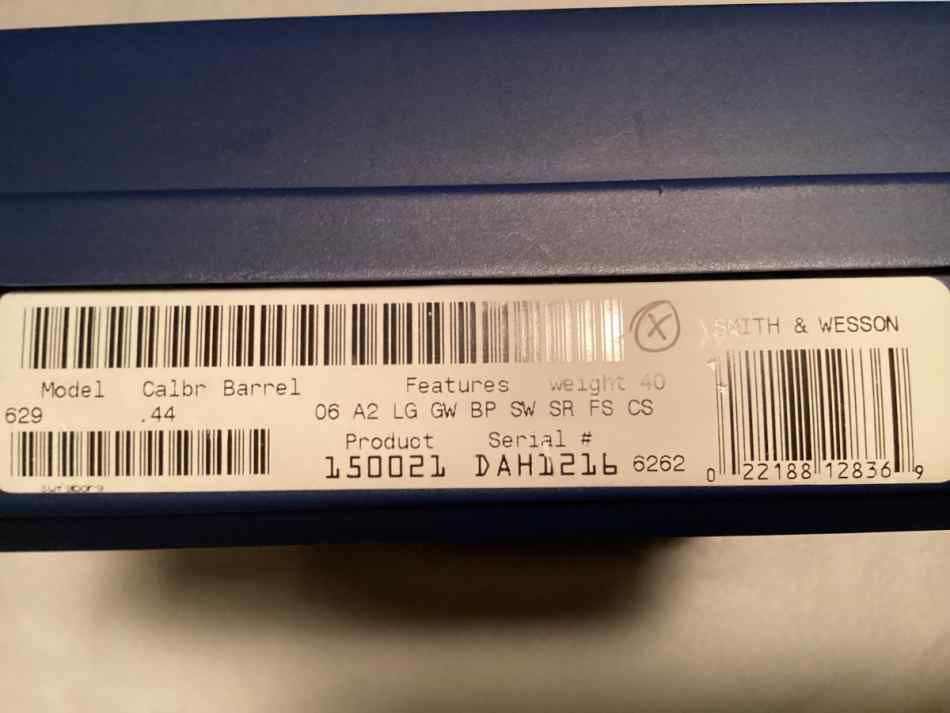 SMITH & WESSON
Model Calbr Barrel Features weight 40
629 .44 06 A2 LG GW BP SW SR FS CS
Product Serial #
150021 DAH1216 6262
0 22188 12836 9